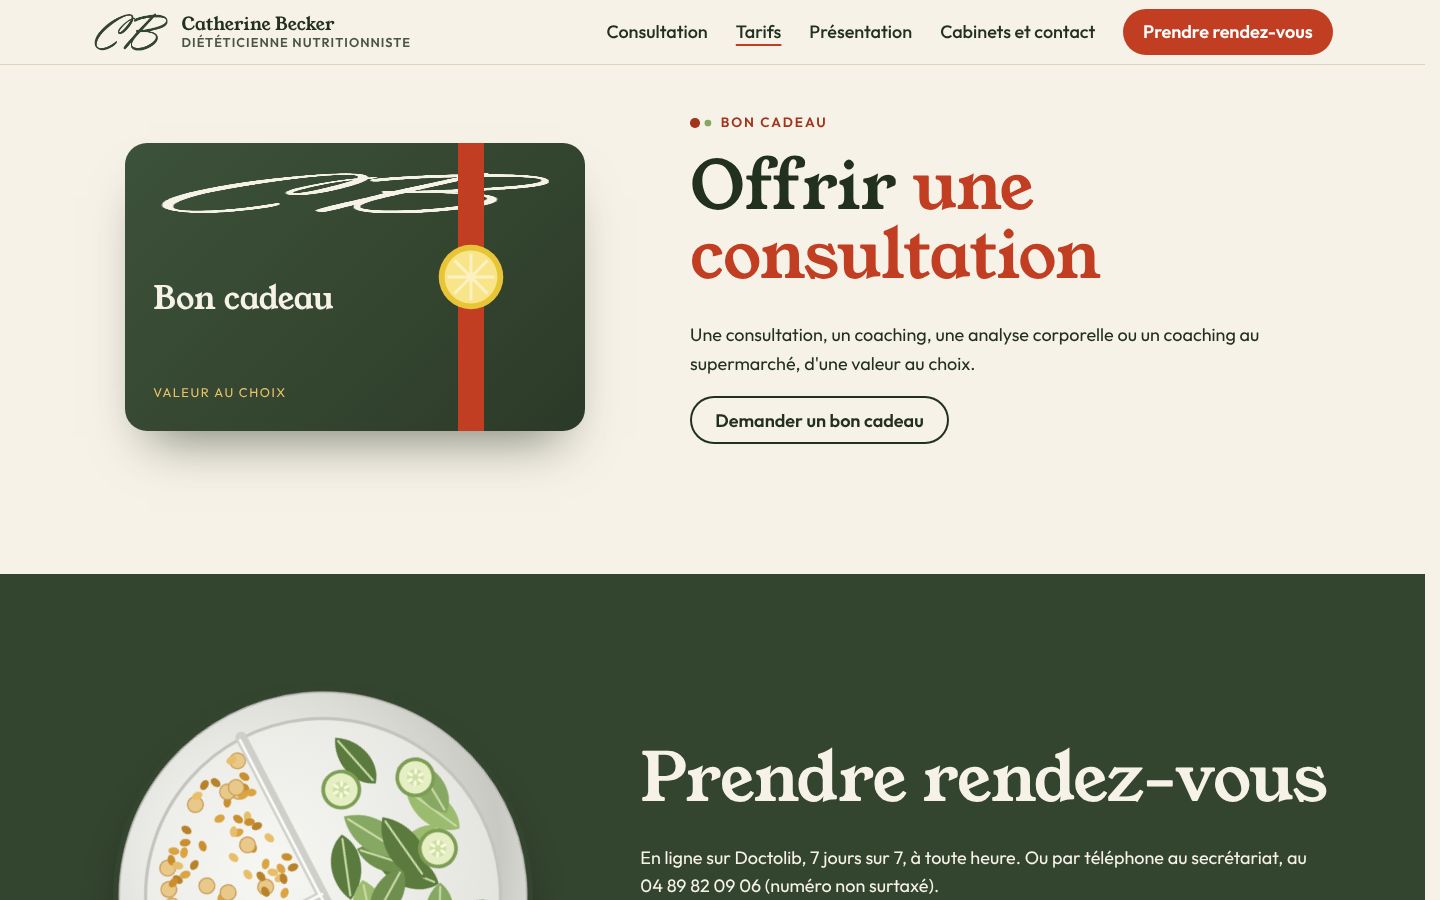 CB
Catherine Becker
DIÉTÉTICIENNE NUTRITIONNISTE
Consultation
Tarifs
Présentation
Cabinets et contact
Prendre rendez-vous
CB
Bon cadeau
VALEUR AU CHOIX
BON CADEAU
Offrir une
consultation
Une consultation, un coaching, une analyse corporelle ou un coaching au
supermarché, d'une valeur au choix.
Demander un bon cadeau
Prendre rendez-vous
En ligne sur Doctolib, 7 jours sur 7, à toute heure. Ou par téléphone au secrétariat, au
04 89 82 09 06 (numéro non surtaxé).